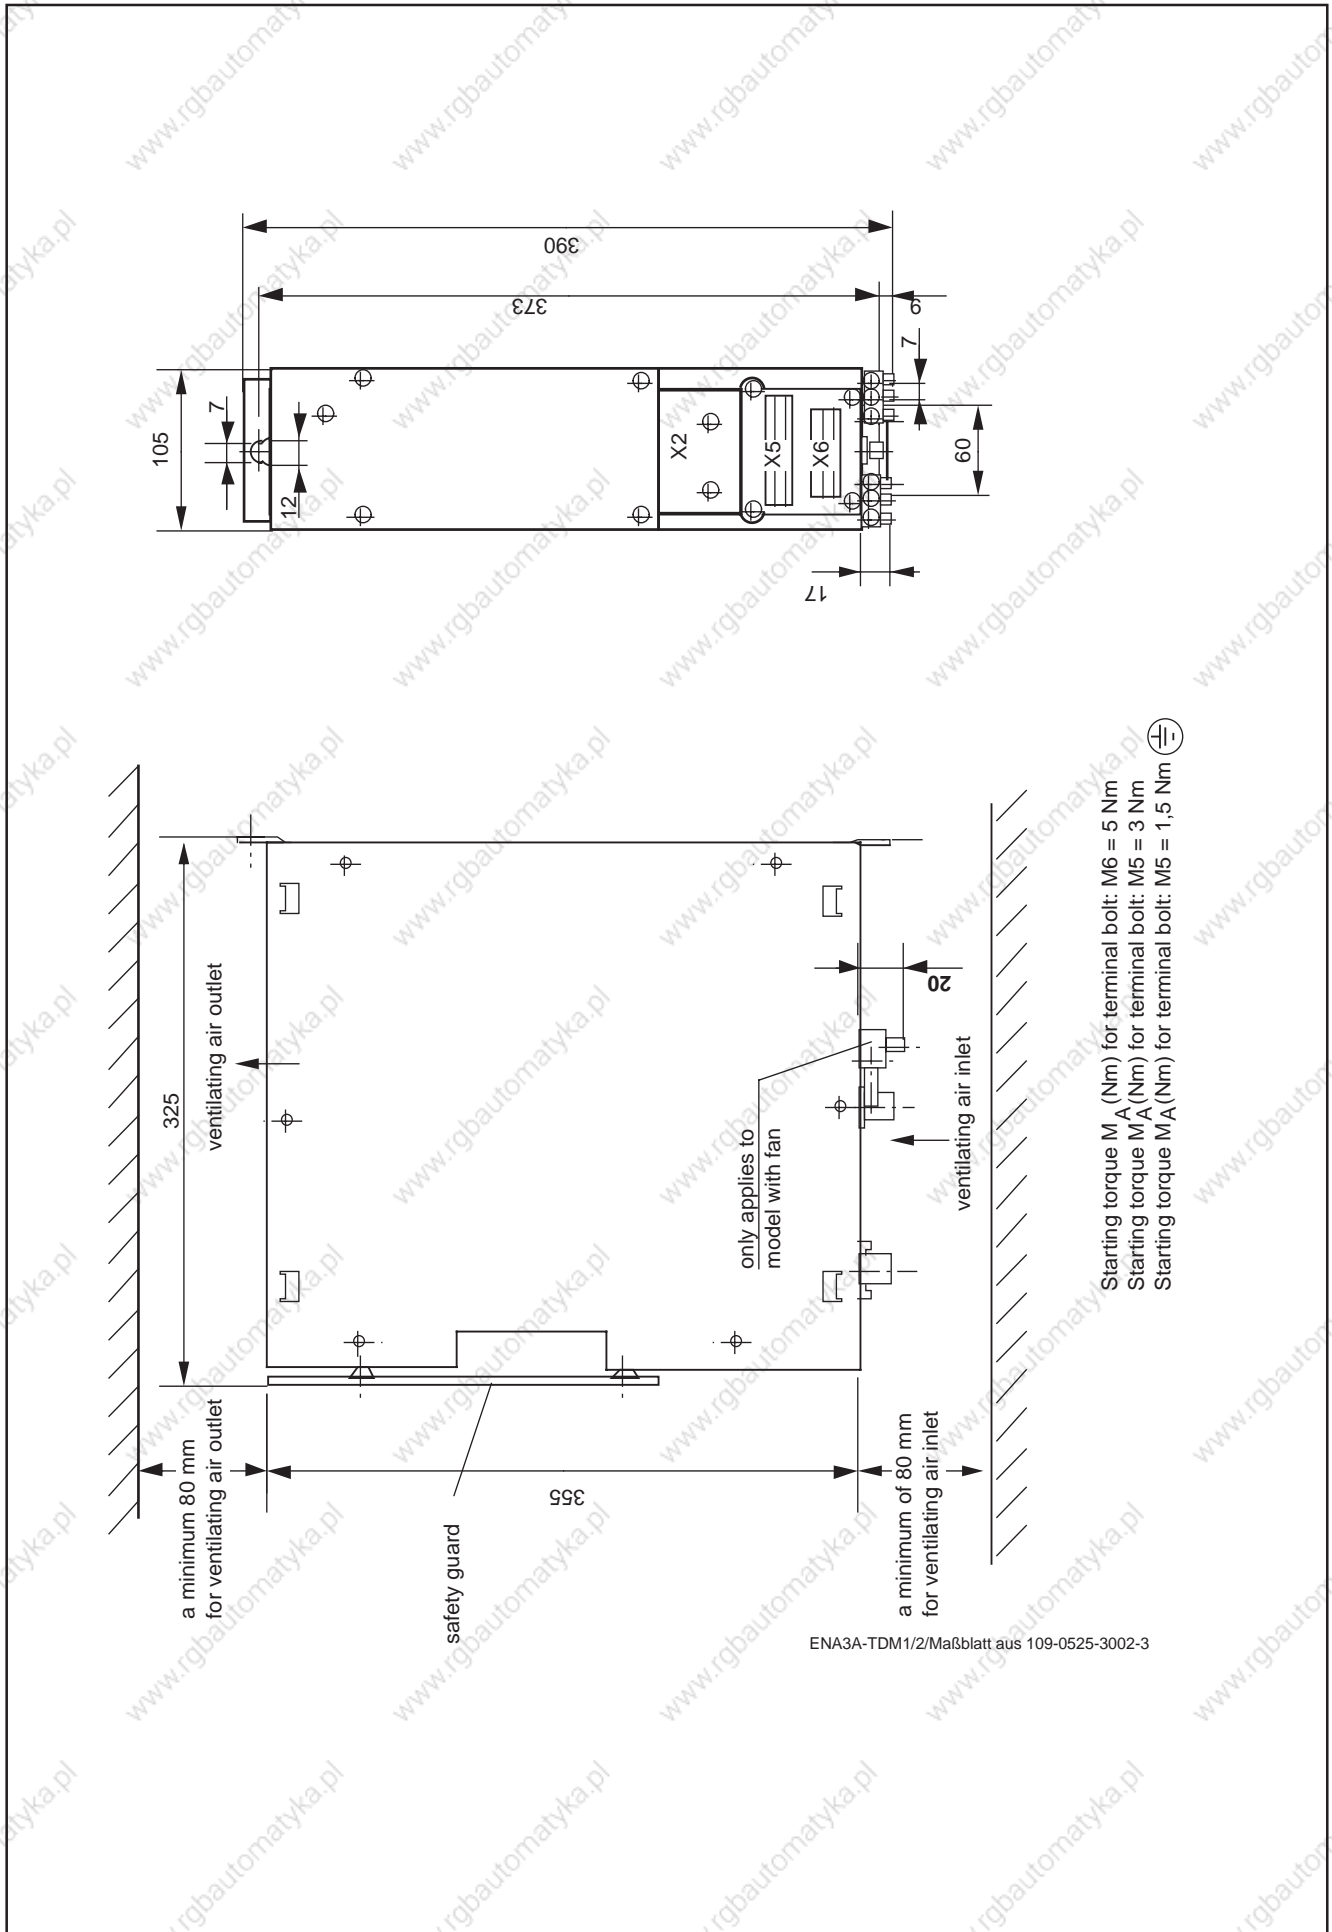 390
373
9
7
105
7
12
X2
X5
X6
60
17
325
ventilating air outlet
20
only applies to
model with fan
ventilating air inlet
a minimum 80 mm
for ventilating air outlet
355
safety guard
a minimum of 80 mm
for ventilating air inlet
Starting torque MA(Nm) for terminal bolt: M6 = 5 Nm
Starting torque MA(Nm) for terminal bolt: M5 = 3 Nm
Starting torque MA(Nm) for terminal bolt: M5 = 1,5 Nm
ENA3A-TDM1/2/Maßblatt aus 109-0525-3002-3
www.rgbautomatyka.pl